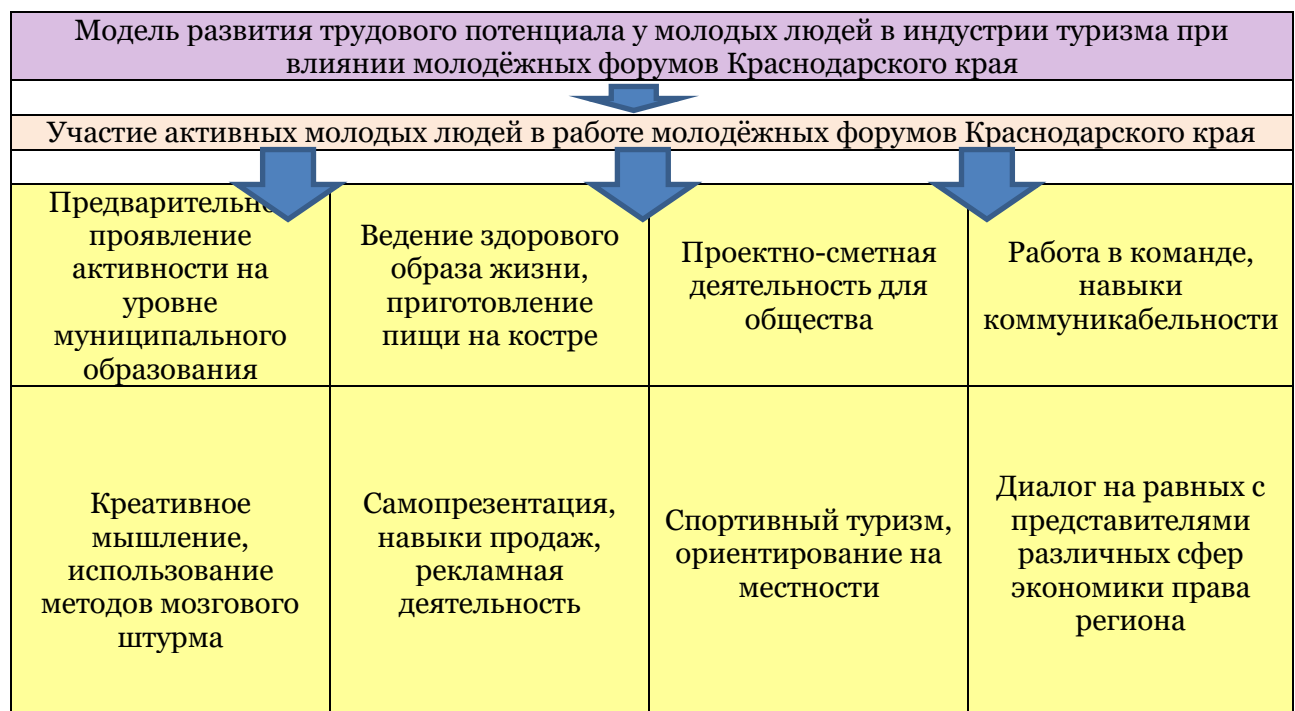 Модель развития трудового потенциала у молодых людей в индустрии туризма при
влиянии молодёжных форумов Краснодарского края
Участие активных молодых людей в работе молодёжных форумов Краснодарского края
Предварительно
проявление
активности на
уровне
муниципального
образования
Ведение здорового
образа жизни,
приготовление
пищи на костре
Проектно-сметная
деятельность для
общества
Работа в команде,
навыки
коммуникабельности
Креативное
мышление,
использование
методов мозгового
штурма
Самопрезентация,
навыки продаж,
рекламная
деятельность
Спортивный туризм,
ориентирование на
местности
Диалог на равных с
представителями
различных сфер
экономики права
региона